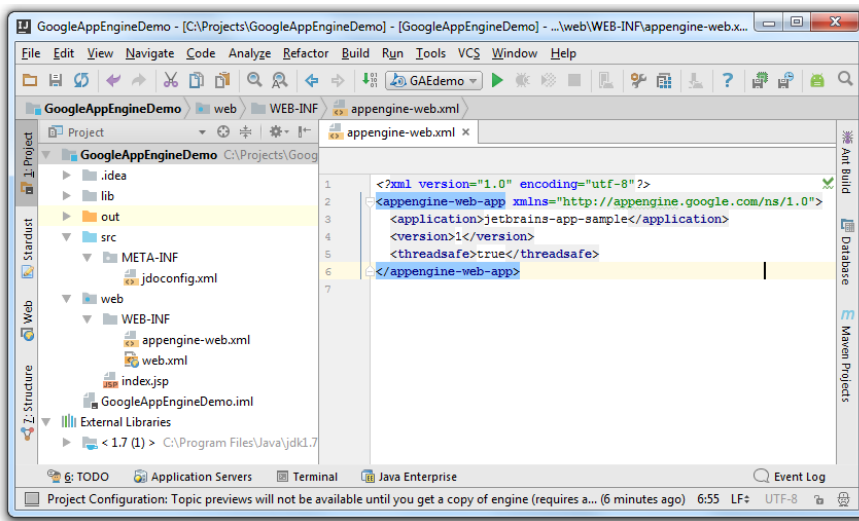 GoogleAppEngineDemo - [C:\Projects\GoogleAppEngineDemo] - [GoogleAppEngineDemo] - ...\web\WEB-INF\appengine-web.x...
File Edit View Navigate Code Analyze Refactor Build Run Tools VCS Window Help
GAEdemo
GoogleAppEngineDemo web WEB-INF appengine-web.xml
Project
appengine-web.xml
1: Project
Stardust
Web
7: Structure
GoogleAppEngineDemo C:\Projects\Goog
.idea
lib
out
src
META-INF
jdoconfig.xml
web
WEB-INF
appengine-web.xml
web.xml
index.jsp
GoogleAppEngineDemo.iml
External Libraries
< 1.7 (1) > C:\Program Files\Java\jdk1.7
1 <?xml version="1.0" encoding="utf-8"?>
2 <appengine-web-app xmlns="http://appengine.google.com/ns/1.0">
3 <application>jetbrains-app-sample</application>
4 <version>1</version>
5 <threadsafe>true</threadsafe>
6 </appengine-web-app>
7
Ant Build
Database
m Maven Projects
6: TODO Application Servers Terminal Java Enterprise Event Log
Project Configuration: Topic previews will not be available until you get a copy of engine (requires a... (6 minutes ago) 6:55 LF UTF-8